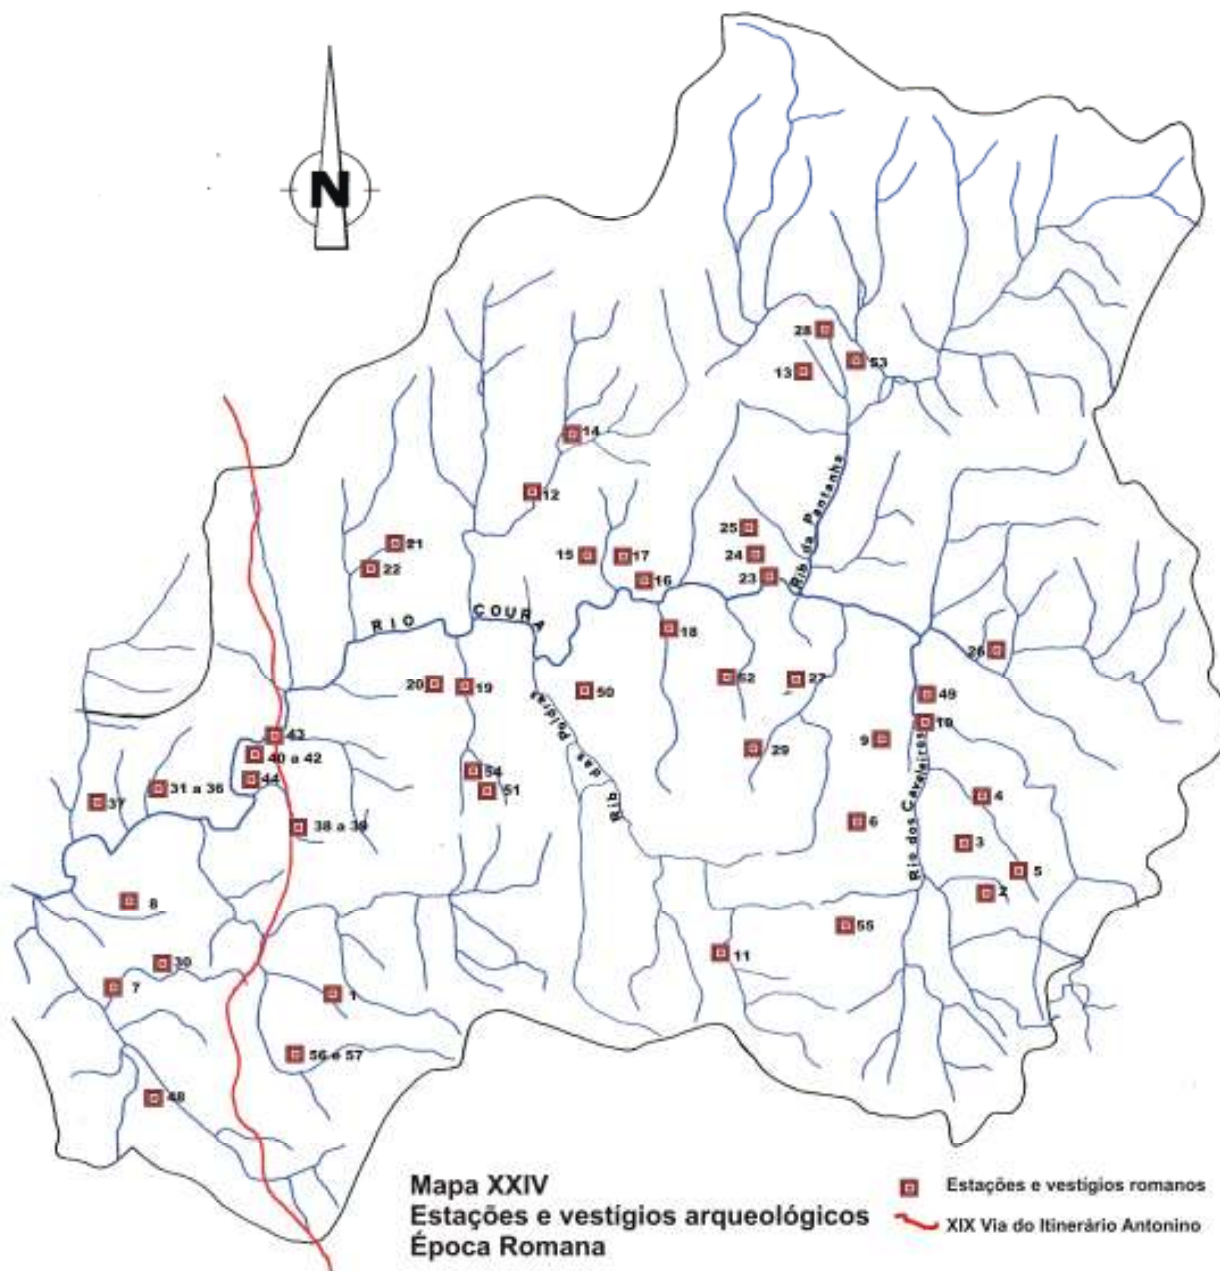 N
28
53
13
14
12
Rib da Pantanha
25
21
15
17
24
22
16
23
RIO COURA
18
26
20
19
50
52
27
49
Rib das Poldras
43
10
9
40 a 42
29
54
44
31 a 36
51
4
37
38 a 39
6
Rio dos Cavaleiros
3
5
2
8
55
11
30
7
1
56 e 57
48
Mapa XXIV
Estações e vestígios arqueológicos
Época Romana
Estações e vestígios romanos
XIX Via do Itinerário Antonino